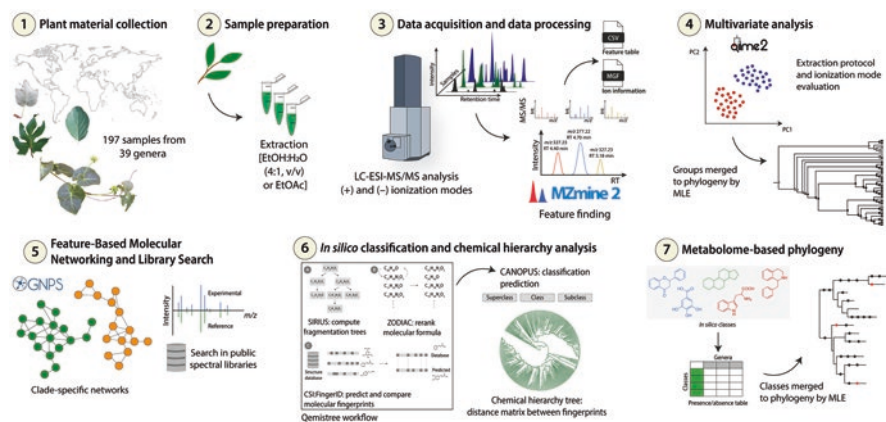 1 Plant material collection
197 samples from
39 genera
2 Sample preparation
Extraction
[EtOH:H₂O
(4:1, v/v)
or EtOAc]
3 Data acquisition and data processing
Intensity
Samples
Retention time
CSV
Feature table
MGF
Ion information
MS/MS
m/z m/z m/z
LC-ESI-MS/MS analysis
(+) and (–) ionization modes
Intensity
RT
MZmine 2
Feature finding
4 Multivariate analysis
PC2
qiime2
PC1
Extraction protocol
and ionization mode
evaluation
Groups merged
to phylogeny by
MLE
5 Feature-Based Molecular
Networking and Library Search
GNPS
Clade-specific networks
Intensity
Experimental
Reference
m/z
Search in public
spectral libraries
6 In silico classification and chemical hierarchy analysis
SIRIUS: compute
fragmentation trees
ZODIAC: rerank
molecular formula
Structure
database
Database
Predicted
CSI:FingerID: predict and compare
molecular fingerprints
Qemistree workflow
CANOPUS: classification
prediction
Superclass Class Subclass
Chemical hierarchy tree:
distance matrix between fingerprints
7 Metabolome-based phylogeny
In silico classes
Genera
Classes
Presence/absence table
Classes merged
to phylogeny by MLE